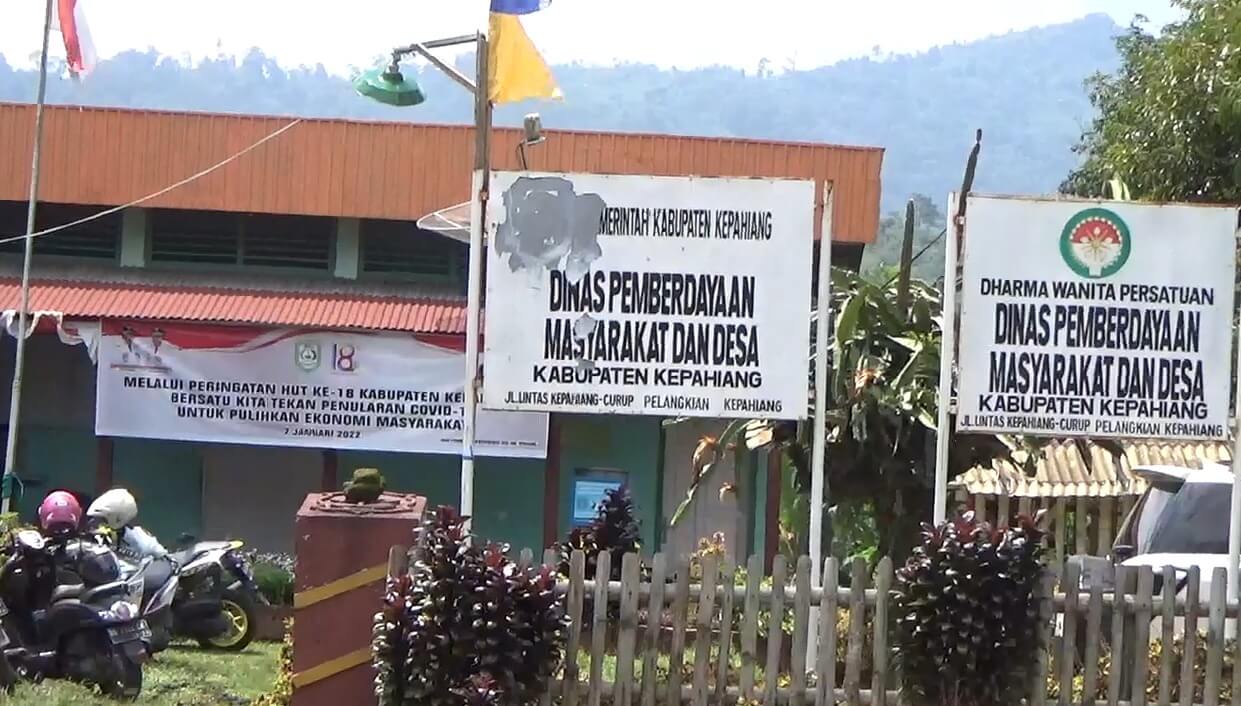 MERINTAH KABUPATEN KEPAHIANG
DINAS PEMBERDAYAAN
MASYARAKAT DAN DESA
KABUPATEN KEPAHIANG
JL.LINTAS KEPAHIANG-CURUP PELANGKIAN KEPAHIANG
DHARMA WANITA PERSATUAN
DINAS PEMBERDAYAAN
MASYARAKAT DAN DESA
KABUPATEN KEPAHIANG
JL.LINTAS KEPAHIANG-CURUP PELANGKIAN KEPAHIANG
18
MELALUI PERINGATAN HUT KE-18 KABUPATEN
BERSATU KITA TEKAN PENULARAN COVID-1
UNTUK PULIHKAN EKONOMI MASYARAKA
7 JANUARI 2022